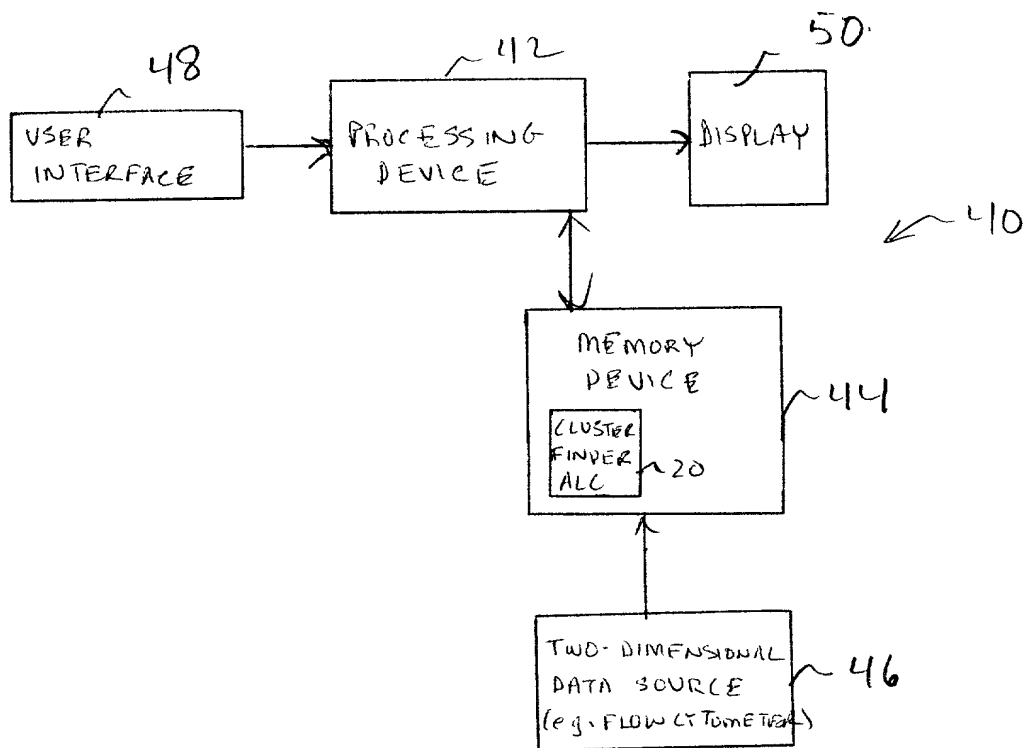 48
42
50.
USER
INTERFACE
PROCESSING
DEVICE
DISPLAY
40
MEMORY
DEVICE
44
CLUSTER
FINDER
ALG
20
TWO-DIMENSIONAL
DATA SOURCE
(e.g. FLOW CYTOMETER)
46